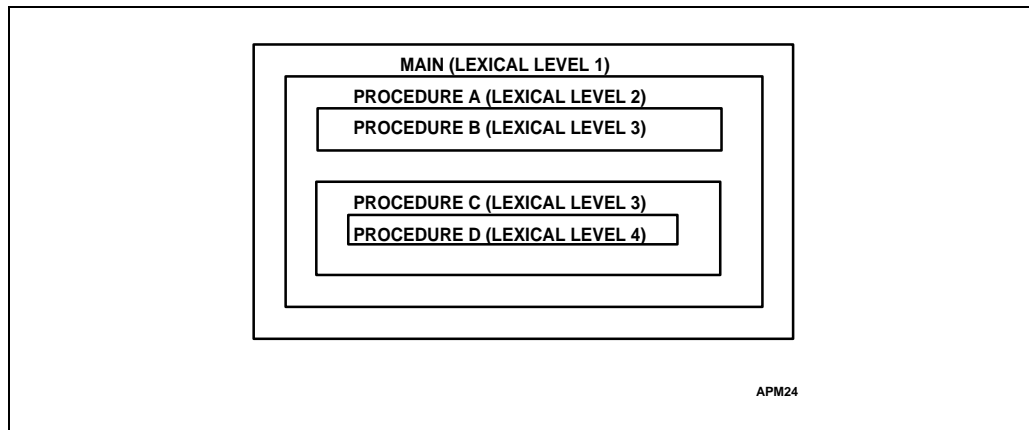 MAIN (LEXICAL LEVEL 1)
PROCEDURE A (LEXICAL LEVEL 2)
PROCEDURE B (LEXICAL LEVEL 3)
PROCEDURE C (LEXICAL LEVEL 3)
PROCEDURE D (LEXICAL LEVEL 4)
APM24